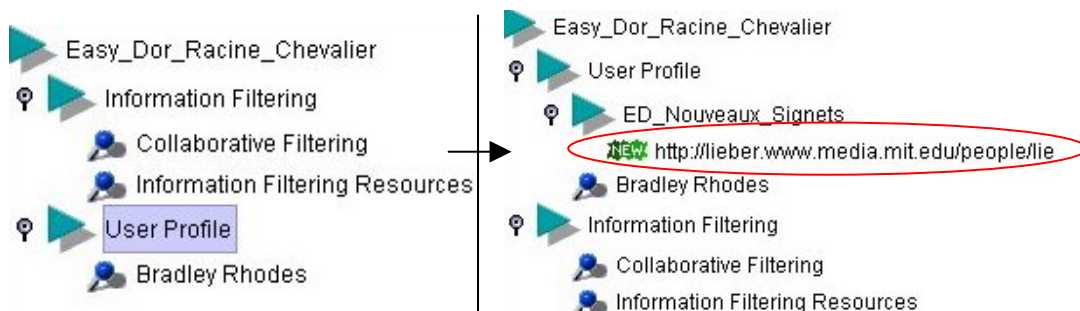 Easy_Dor_Racine_Chevalier
Information Filtering
Collaborative Filtering
Information Filtering Resources
User Profile
Bradley Rhodes
Easy_Dor_Racine_Chevalier
User Profile
ED_Nouveaux_Signets
NEW http://lieber.www.media.mit.edu/people/lie
Bradley Rhodes
Information Filtering
Collaborative Filtering
Information Filtering Resources